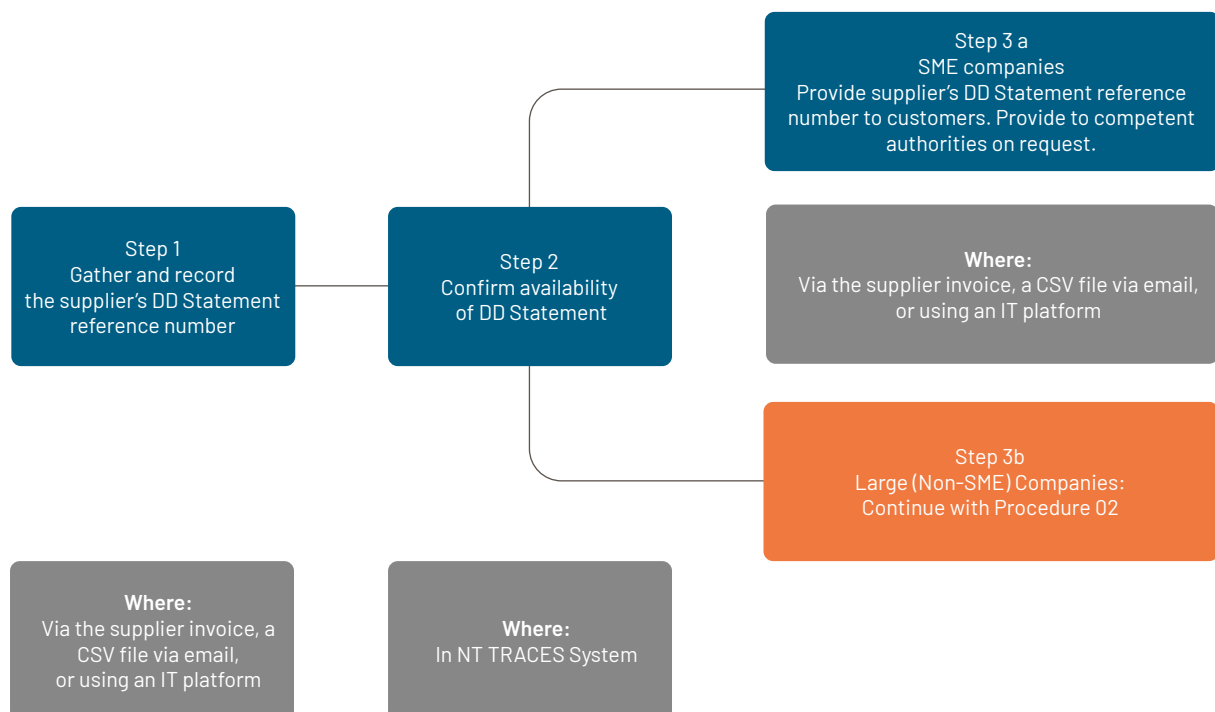 Step 1
Gather and record
the supplier's DD Statement
reference number
Step 2
Confirm availability
of DD Statement
Step 3 a
SME companies
Provide supplier's DD Statement reference
number to customers. Provide to competent
authorities on request.
Where:
Via the supplier invoice, a CSV file via email,
or using an IT platform
Step 3b
Large (Non-SME) Companies:
Continue with Procedure 02
Where:
Via the supplier invoice, a
CSV file via email,
or using an IT platform
Where:
In NT TRACES System